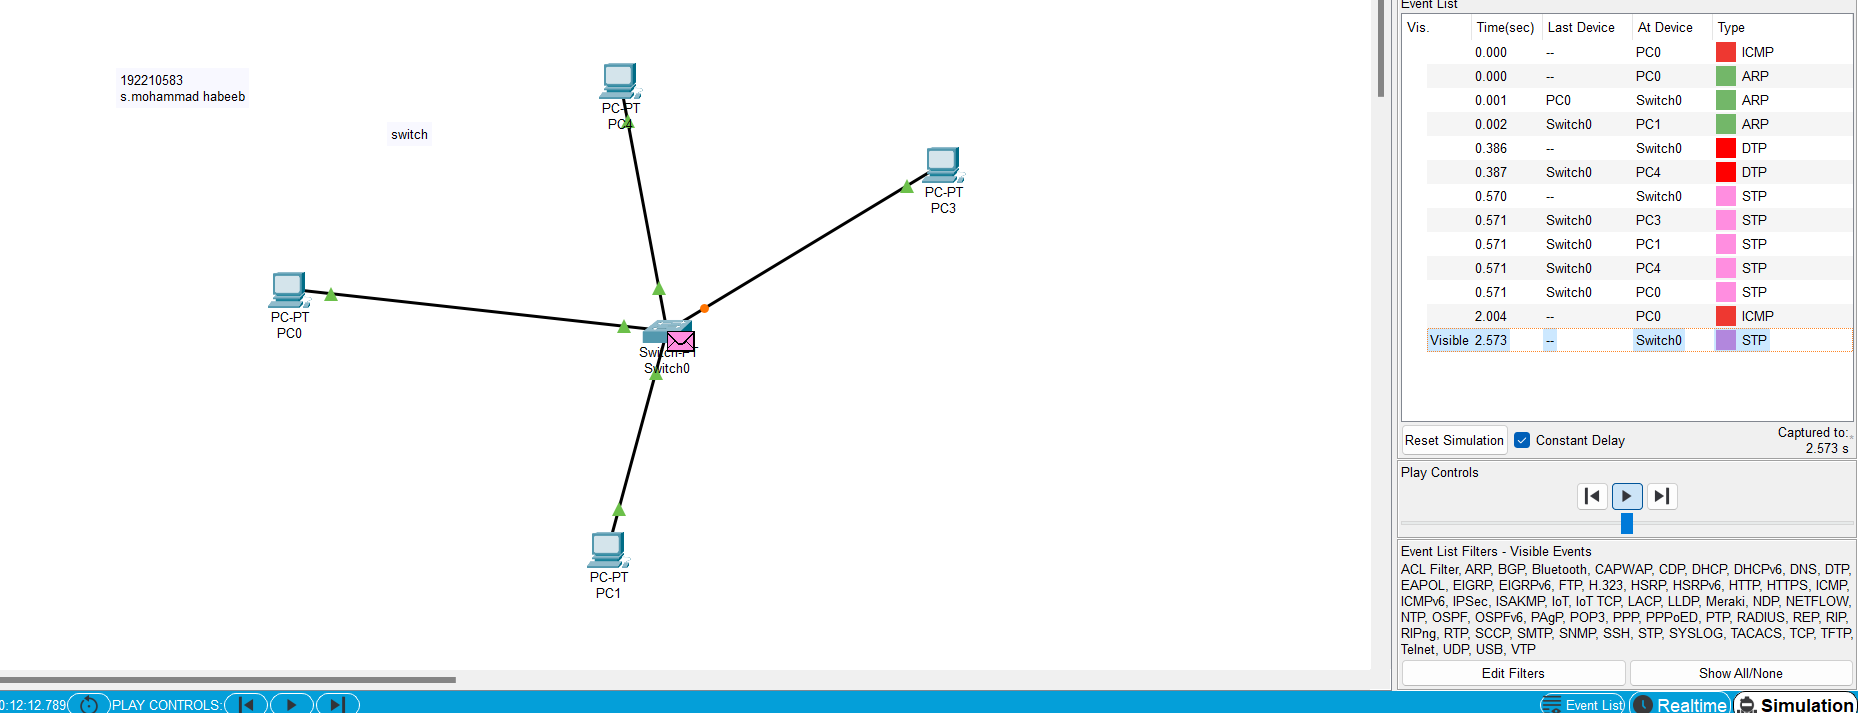 192210583
s.mohammad habeeb
switch
PC-PT
PC4
PC-PT
PC3
PC-PT
PC0
Switch-PT
Switch0
PC-PT
PC1
Event List
Vis. Time(sec) Last Device At Device Type
0.000 -- PC0 ICMP
0.000 -- PC0 ARP
0.001 PC0 Switch0 ARP
0.002 Switch0 PC1 ARP
0.386 -- Switch0 DTP
0.387 Switch0 PC4 DTP
0.570 -- Switch0 STP
0.571 Switch0 PC3 STP
0.571 Switch0 PC1 STP
0.571 Switch0 PC4 STP
0.571 Switch0 PC0 STP
2.004 -- PC0 ICMP
Visible 2.573 -- Switch0 STP
Reset Simulation Constant Delay Captured to:
2.573 s
Play Controls
Event List Filters - Visible Events
ACL Filter, ARP, BGP, Bluetooth, CAPWAP, CDP, DHCP, DHCPv6, DNS, DTP,
EAPOL, EIGRP, EIGRPv6, FTP, H.323, HSRP, HSRPv6, HTTP, HTTPS, ICMP,
ICMPv6, IPSec, ISAKMP, IoT, IoT TCP, LACP, LLDP, Meraki, NDP, NETFLOW,
NTP, OSPF, OSPFv6, PAgP, POP3, PPP, PPPoED, PTP, RADIUS, REP, RIP,
RIPng, RTP, SCCP, SMTP, SNMP, SSH, STP, SYSLOG, TACACS, TCP, TFTP,
Telnet, UDP, USB, VTP
Edit Filters Show All/None
0:12:12.789 PLAY CONTROLS: Event List Realtime Simulation